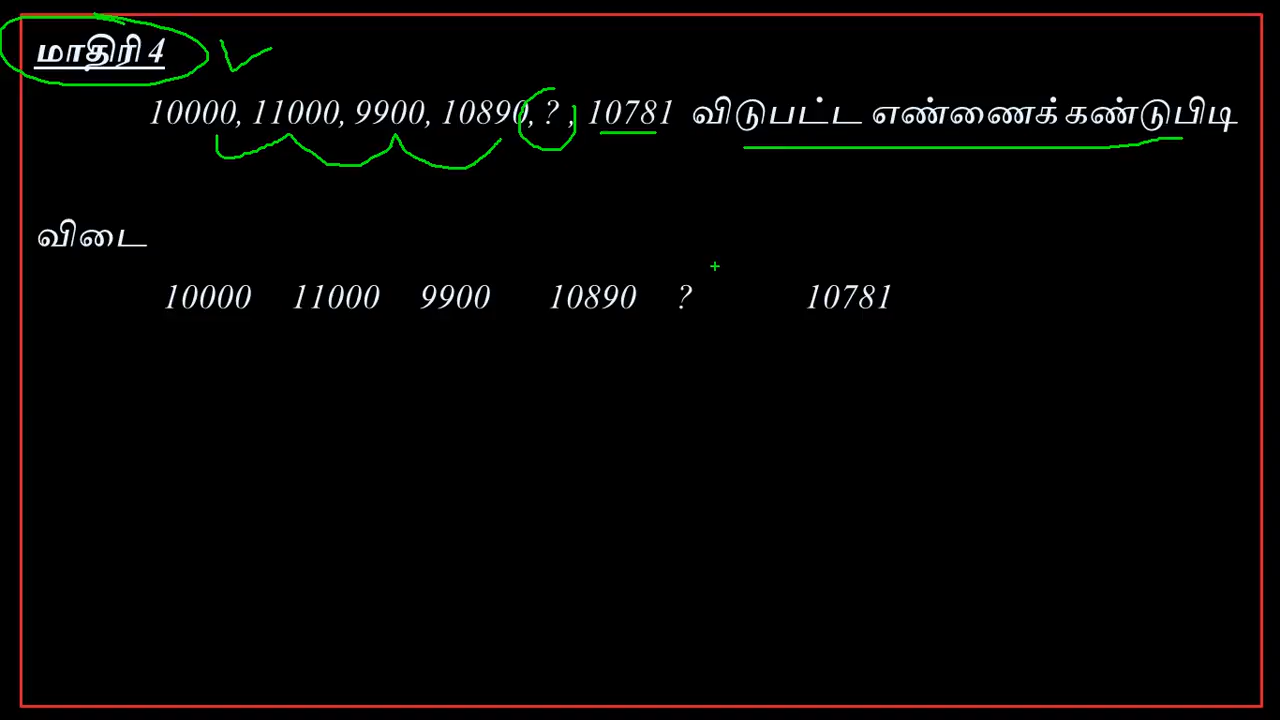 மாதிரி 4
10000, 11000, 9900, 10890, ? , 10781 விடுபட்ட எண்ணைக் கண்டுபிடி
விடை
10000 11000 9900 10890 ? 10781